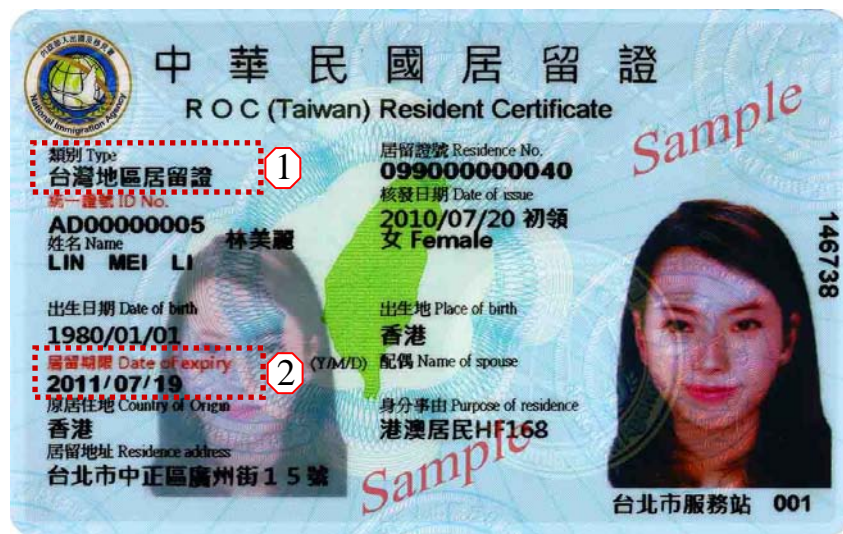 中華民國居留證
ROC (Taiwan) Resident Certificate
Sample
類別 Type
台灣地區居留證
1
居留證號 Residence No.
099000000040
統一證號 ID No.
AD00000005
核發日期 Date of issue
2010/07/20 初領
姓名 Name
林美麗
女 Female
LIN MEI LI
146738
出生日期 Date of birth
出生地 Place of birth
1980/01/01
香港
居留期限 Date of expiry
2
(Y/M/D)
配偶 Name of spouse
2011/07/19
原居住地 Country of Origin
身分事由 Purpose of residence
香港
港澳居民HF168
居留地址 Residence address
台北市中正區廣州街15號
Sample
台北市服務站 001
National Immigration Agency